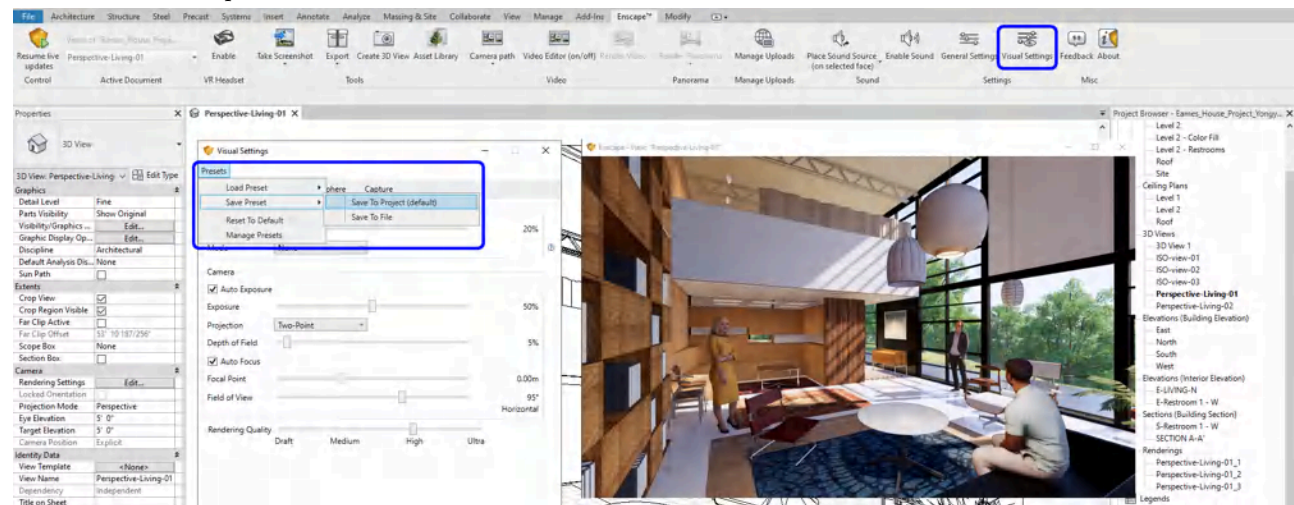 File Architecture Structure Steel Precast Systems Insert Annotate Analyze Massing & Site Collaborate View Manage Add-Ins Enscape™ Modify
Resume live updates Perspective-Living-01 Enable Take Screenshot Export Create 3D View Asset Library Camera path Video Editor (on/off) Manage Uploads Place Sound Source (on selected face) Enable Sound General Settings Visual Settings Feedback About
Control Active Document VR Headset Tools Video Panorama Manage Uploads Sound Settings Misc
Properties X
3D View
3D View: Perspective-Living- Edit Type
Graphics
Detail Level Fine
Parts Visibility Show Original
Visibility/Graphics ... Edit...
Graphic Display Op... Edit...
Discipline Architectural
Default Analysis Dis... None
Sun Path
Extents
Crop View
Crop Region Visible
Far Clip Active
Far Clip Offset 53' 10 187/256"
Scope Box None
Section Box
Camera
Rendering Settings Edit...
Locked Orientation
Projection Mode Perspective
Eye Elevation 5' 0"
Target Elevation 5' 0"
Camera Position Explicit
Identity Data
View Template <None>
View Name Perspective-Living-01
Dependency Independent
Title on Sheet
Perspective-Living-01 X
Visual Settings
Presets
Load Preset
Save Preset
Reset To Default
Manage Presets
Save To Project (default)
Save To File
phere Capture
20%
Mode None
Camera
Auto Exposure
Exposure 50%
Projection Two-Point
Depth of Field 5%
Auto Focus
Focal Point 0.00m
Field of View 95°
Horizontal
Rendering Quality
Draft Medium High Ultra
Enscape - View: "Perspective-Living-01"
Project Browser - Eames_House_Project_Yongy... X
Level 2
Level 2 - Color Fill
Level 2 - Restrooms
Roof
Site
Ceiling Plans
Level 1
Level 2
Roof
3D Views
3D View 1
ISO-view-01
ISO-view-02
ISO-view-03
Perspective-Living-01
Perspective-Living-02
Elevations (Building Elevation)
East
North
South
West
Elevations (Interior Elevation)
E-LIVING-N
E-Restroom 1 - W
Sections (Building Section)
S-Restroom 1 - W
SECTION A-A'
Renderings
Perspective-Living-01_1
Perspective-Living-01_2
Perspective-Living-01_3
Legends